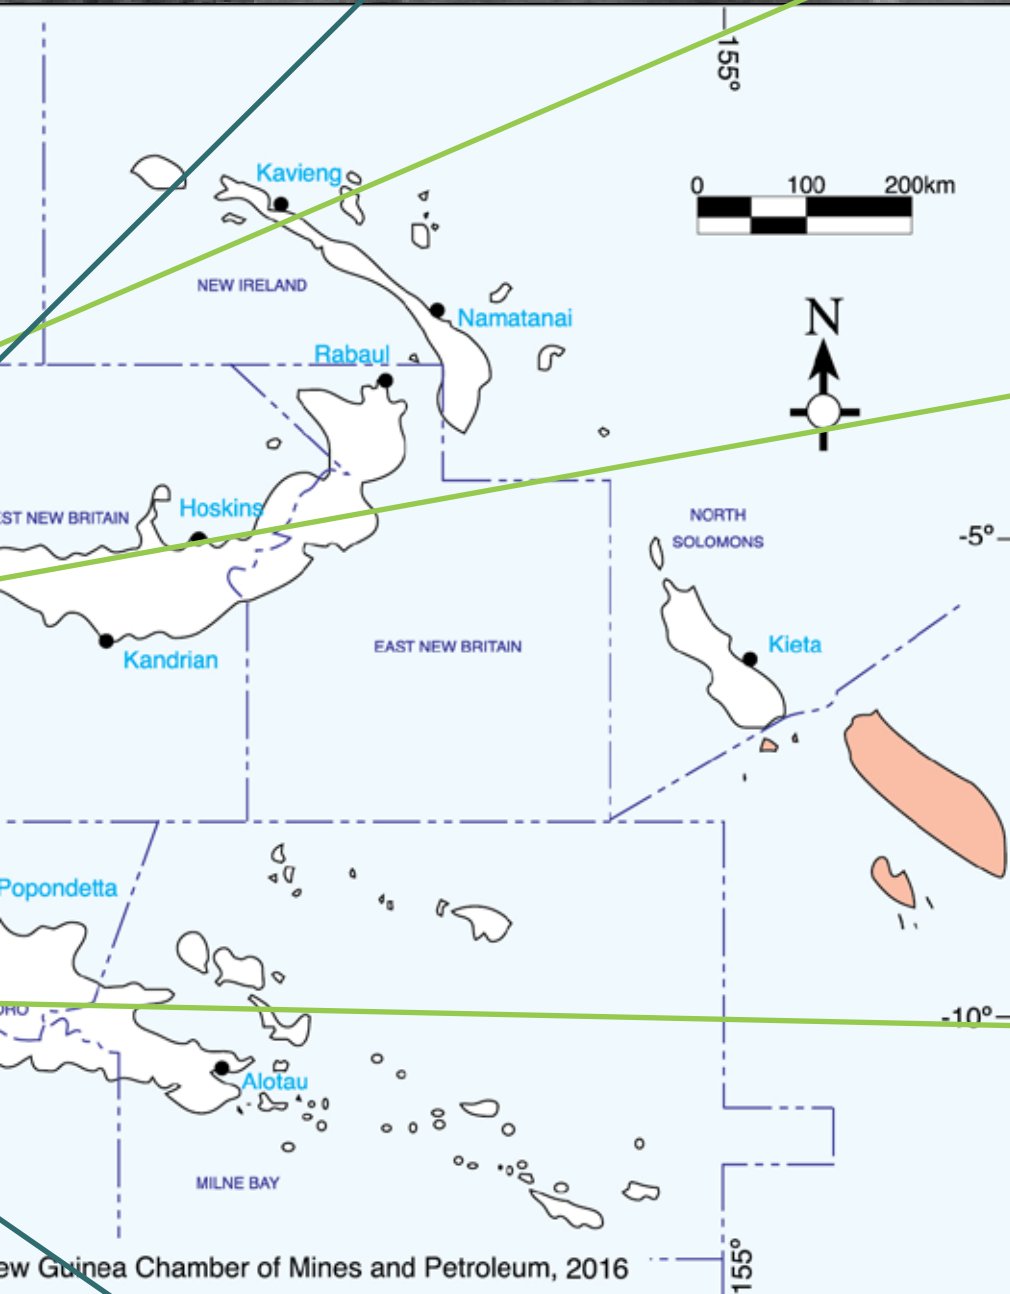 155°
Kavieng
0 100 200km
NEW IRELAND
N
Namatanai
Rabaul
Hoskins
EST NEW BRITAIN
NORTH
SOLOMONS
-5°
EAST NEW BRITAIN
Kieta
Kandrian
Popondetta
ORO
-10°
Alotau
MILNE BAY
ew Guinea Chamber of Mines and Petroleum, 2016
155°